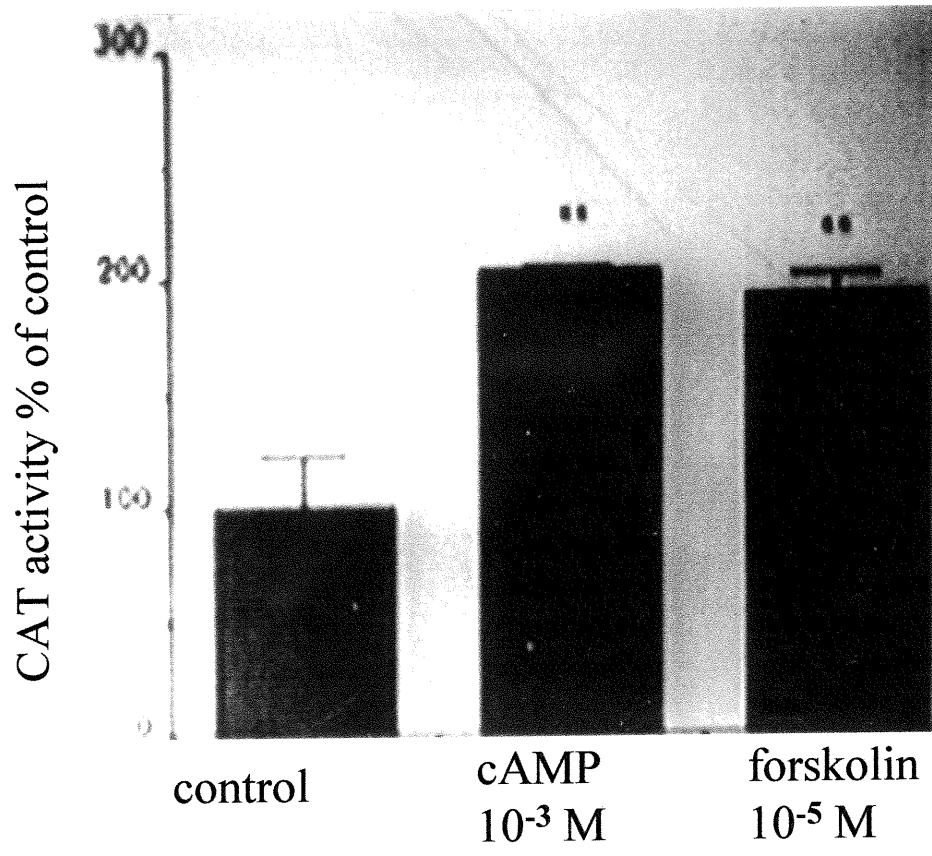 300
200
100
0
CAT activity % of control
"
"
control
cAMP
10⁻³ M
forskolin
10⁻⁵ M